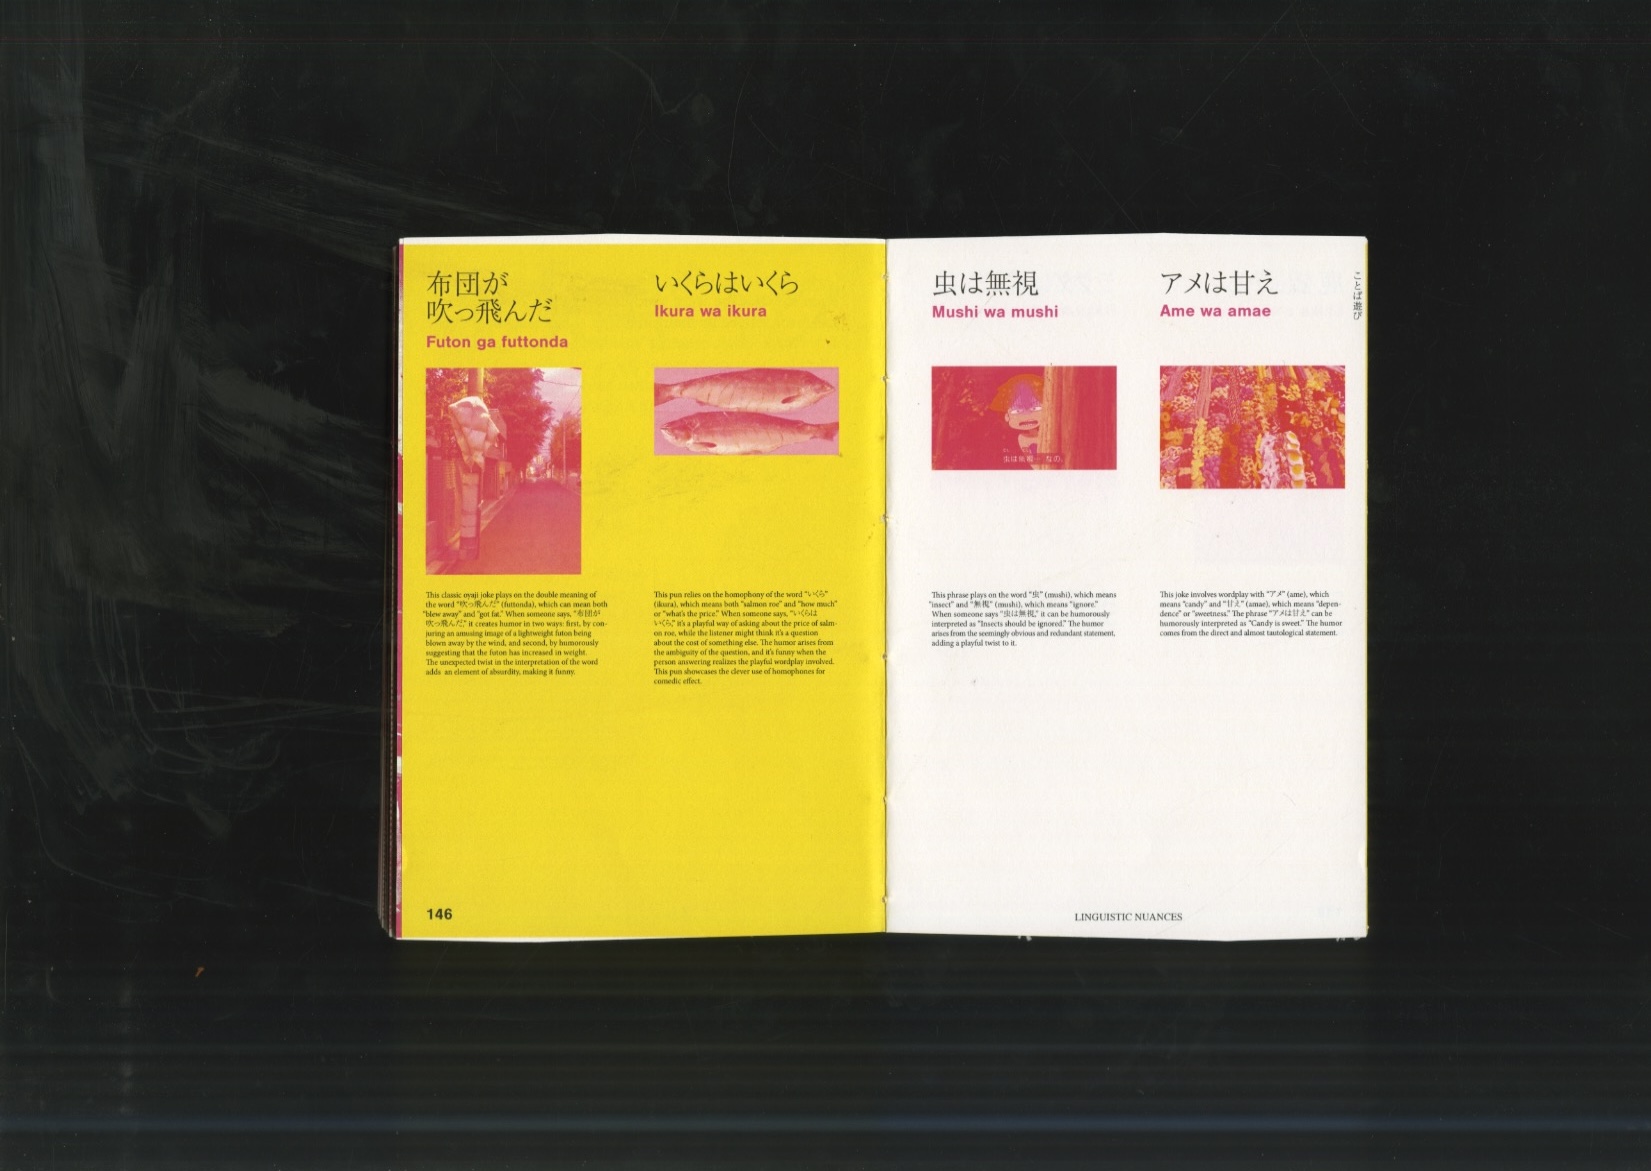 布団が
吹っ飛んだ
Futon ga futtonda
This classic oyaji joke plays on the double meaning of
the word "吹っ飛んだ" (futtonda), which can mean both
"blew away" and "got fat." When someone says, "布団が
吹っ飛んだ," it creates humor in two ways: first, by con-
juring an amusing image of a lightweight futon being
blown away by the wind, and second, by humorously
suggesting that the futon has increased in weight.
The unexpected twist in the interpretation of the word
adds an element of absurdity, making it funny.
146
いくらはいくら
Ikura wa ikura
This pun relies on the homophony of the word "いくら"
(ikura), which means both "salmon roe" and "how much"
or "what's the price." When someone says, "いくらは
いくら," it's a playful way of asking about the price of salm-
on roe, while the listener might think it's a question
about the cost of something else. The humor arises from
the ambiguity of the question, and it's funny when the
person answering realizes the playful wordplay involved.
This pun showcases the clever use of homophones for
comedic effect.
虫は無視
Mushi wa mushi
虫は無視… なの。
This phrase plays on the word "虫" (mushi), which means
"insect" and "無視" (mushi), which means "ignore."
When someone says "虫は無視," it can be humorously
interpreted as "Insects should be ignored." The humor
arises from the seemingly obvious and redundant statement,
adding a playful twist to it.
アメは甘え
Ame wa amae
This joke involves wordplay with "アメ" (ame), which
means "candy" and "甘え" (amae), which means "depen-
dence" or "sweetness." The phrase "アメは甘え" can be
humorously interpreted as "Candy is sweet." The humor
comes from the direct and almost tautological statement.
ことば遊び
LINGUISTIC NUANCES